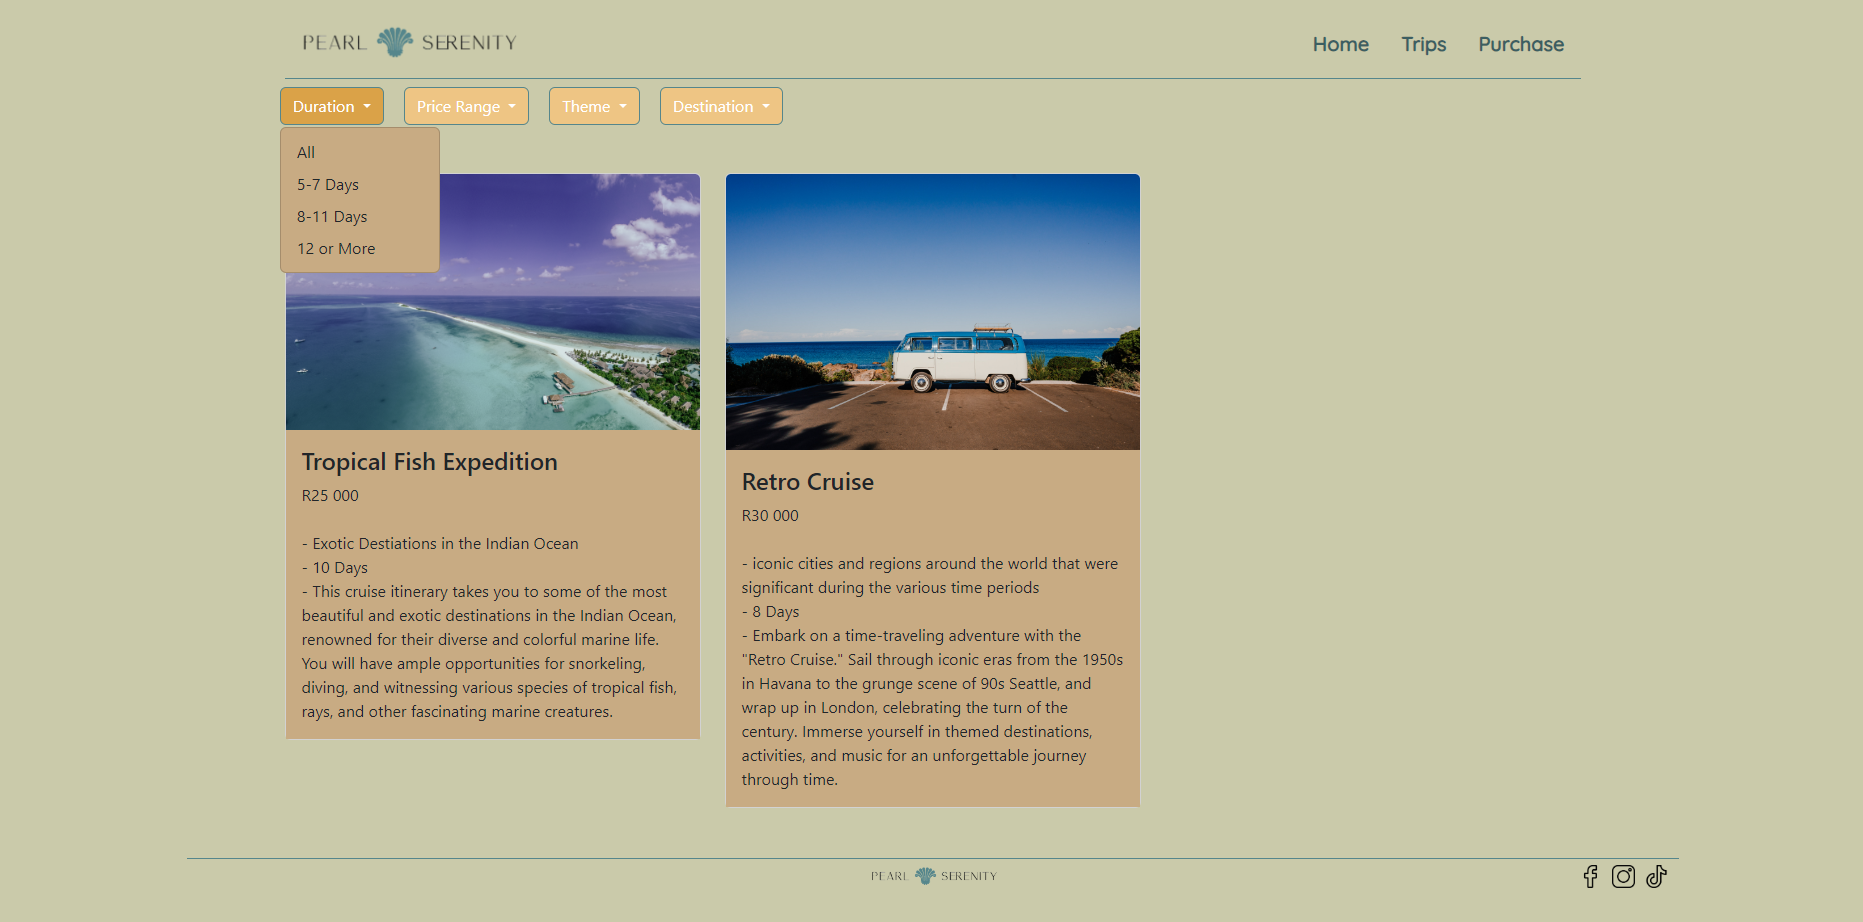 PEARL SERENITY
Home Trips Purchase
Duration Price Range Theme Destination
All
5-7 Days
8-11 Days
12 or More
Tropical Fish Expedition
R25 000
- Exotic Destiations in the Indian Ocean
- 10 Days
- This cruise itinerary takes you to some of the most
beautiful and exotic destinations in the Indian Ocean,
renowned for their diverse and colorful marine life.
You will have ample opportunities for snorkeling,
diving, and witnessing various species of tropical fish,
rays, and other fascinating marine creatures.
Retro Cruise
R30 000
- iconic cities and regions around the world that were
significant during the various time periods
- 8 Days
- Embark on a time-traveling adventure with the
"Retro Cruise." Sail through iconic eras from the 1950s
in Havana to the grunge scene of 90s Seattle, and
wrap up in London, celebrating the turn of the
century. Immerse yourself in themed destinations,
activities, and music for an unforgettable journey
through time.
PEARL SERENITY